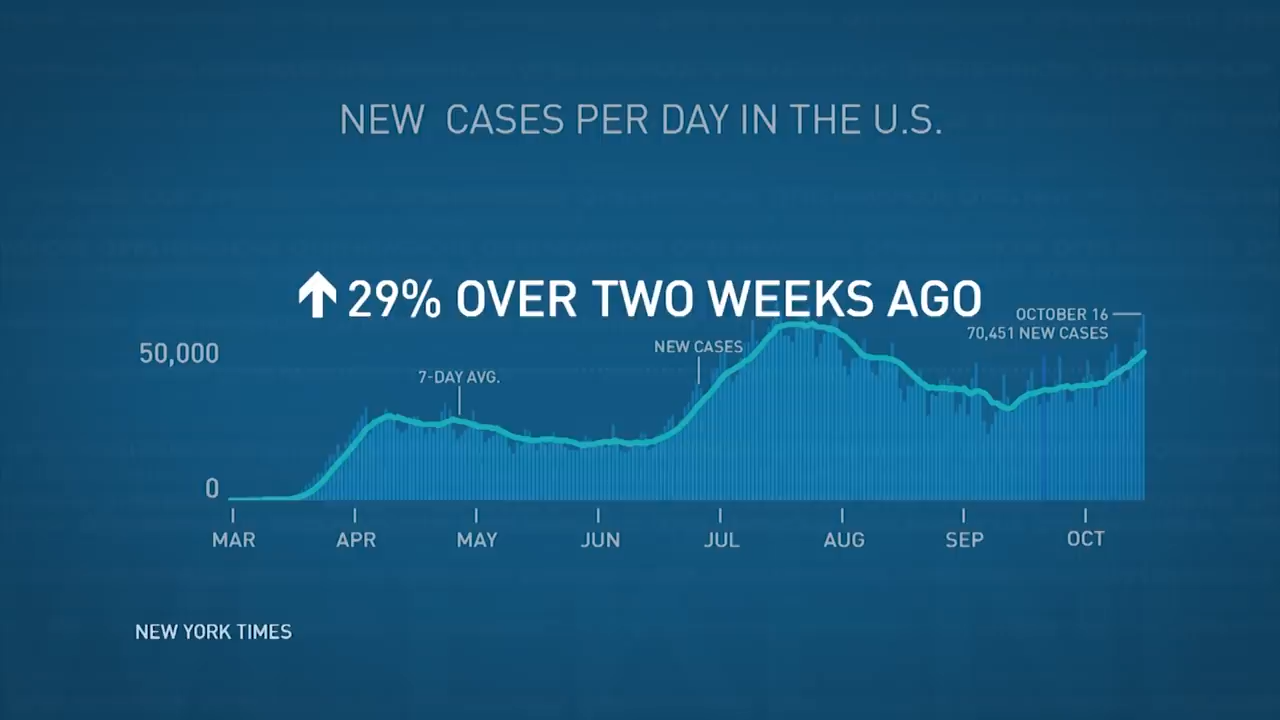 NEW CASES PER DAY IN THE U.S.
29% OVER TWO WEEKS AGO
OCTOBER 16
70,451 NEW CASES
NEW CASES
50,000
7-DAY AVG.
0
MAR APR MAY JUN JUL AUG SEP OCT
NEW YORK TIMES